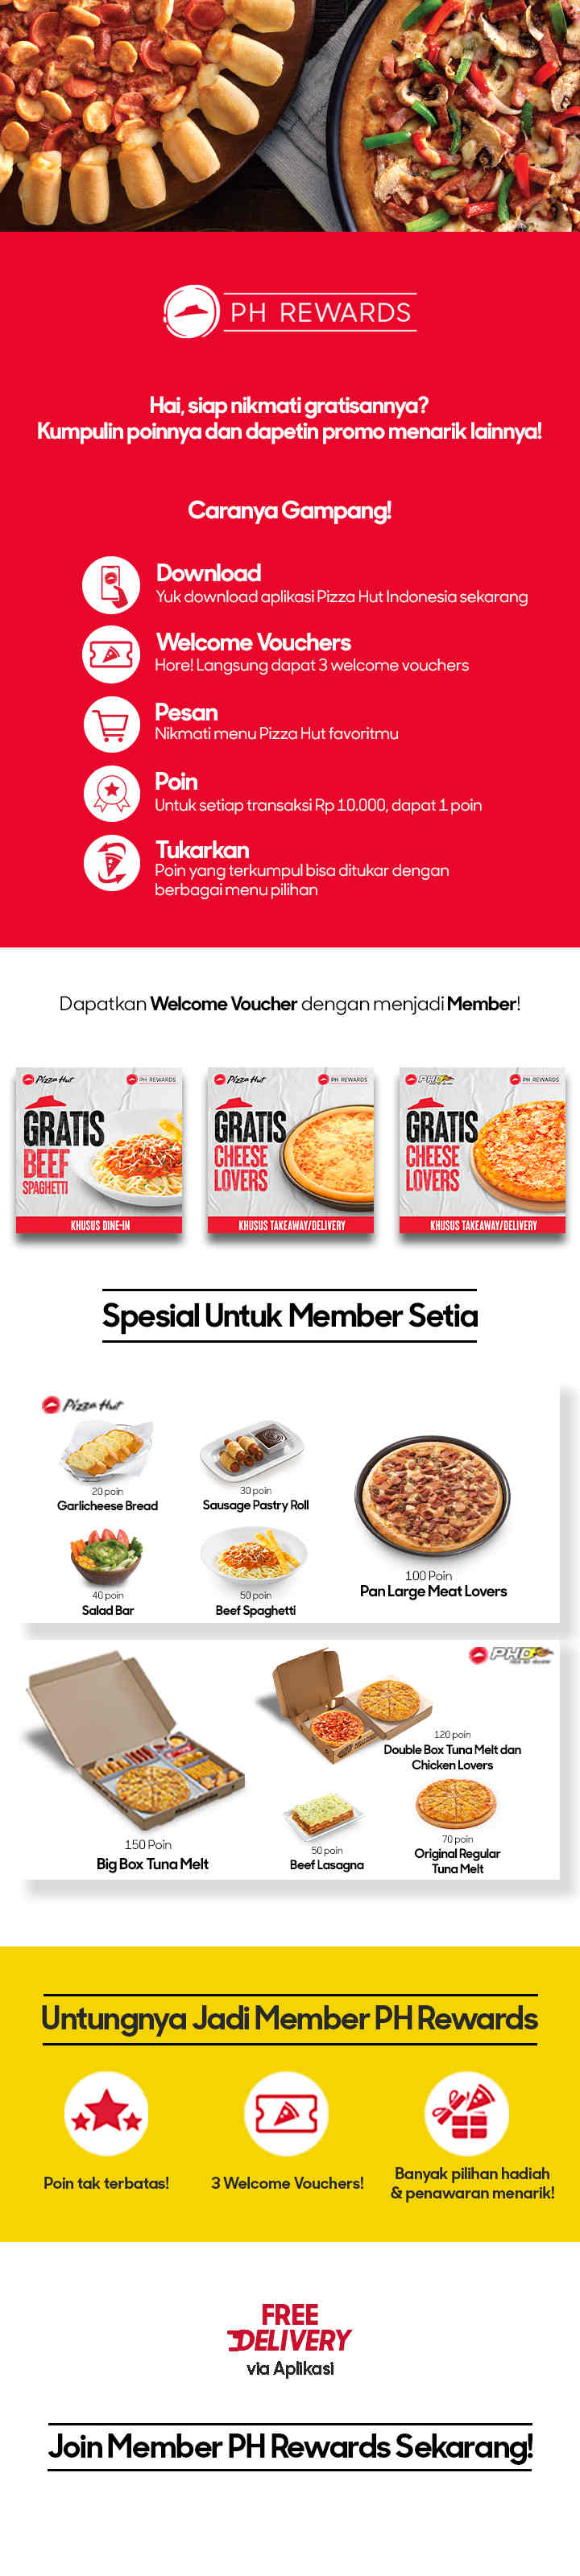 PH REWARDS
Hai, siap nikmati gratisannya?
Kumpulin poinnya dan dapetin promo menarik lainnya!
Caranya Gampang!
Download
Yuk download aplikasi Pizza Hut Indonesia sekarang
Welcome Vouchers
Hore! Langsung dapat 3 welcome vouchers
Pesan
Nikmati menu Pizza Hut favoritmu
Poin
Untuk setiap transaksi Rp 10.000, dapat 1 poin
Tukarkan
Poin yang terkumpul bisa ditukar dengan
berbagai menu pilihan
Dapatkan Welcome Voucher dengan menjadi Member!
Pizza Hut
PH REWARDS
GRATIS
BEEF
SPAGHETTI
KHUSUS DINE-IN
Pizza Hut
PH REWARDS
GRATIS
CHEESE
LOVERS
KHUSUS TAKEAWAY/DELIVERY
PHD
PH REWARDS
GRATIS
CHEESE
LOVERS
KHUSUS TAKEAWAY/DELIVERY
Spesial Untuk Member Setia
Pizza Hut
20 poin
Garlicheese Bread
30 poin
Sausage Pastry Roll
40 poin
Salad Bar
50 poin
Beef Spaghetti
100 Poin
Pan Large Meat Lovers
PHD
150 Poin
Big Box Tuna Melt
120 poin
Double Box Tuna Melt dan
Chicken Lovers
50 poin
Beef Lasagna
70 poin
Original Regular
Tuna Melt
Untungnya Jadi Member PH Rewards
Poin tak terbatas!
3 Welcome Vouchers!
Banyak pilihan hadiah
& penawaran menarik!
FREE
DELIVERY
via Aplikasi
Join Member PH Rewards Sekarang!